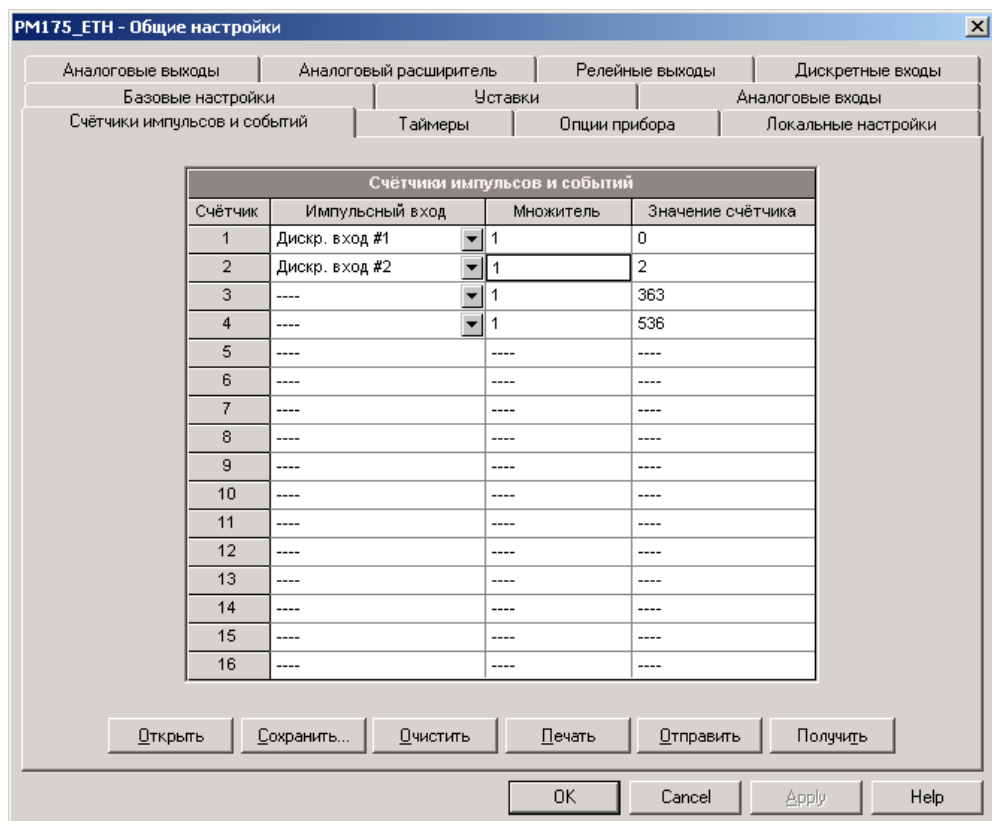 PM175_ETH - Общие настройки
Аналоговые выходы Аналоговый расширитель Релейные выходы Дискретные входы
Базовые настройки Уставки Аналоговые входы
Счётчики импульсов и событий Таймеры Опции прибора Локальные настройки
Счётчики импульсов и событий
Счётчик Импульсный вход Множитель Значение счётчика
1 Дискр. вход #1 1 0
2 Дискр. вход #2 1 2
3 ---- 1 363
4 ---- 1 536
5 ---- ---- ----
6 ---- ---- ----
7 ---- ---- ----
8 ---- ---- ----
9 ---- ---- ----
10 ---- ---- ----
11 ---- ---- ----
12 ---- ---- ----
13 ---- ---- ----
14 ---- ---- ----
15 ---- ---- ----
16 ---- ---- ----
Открыть Сохранить... Очистить Печать Отправить Получить
OK Cancel Apply Help